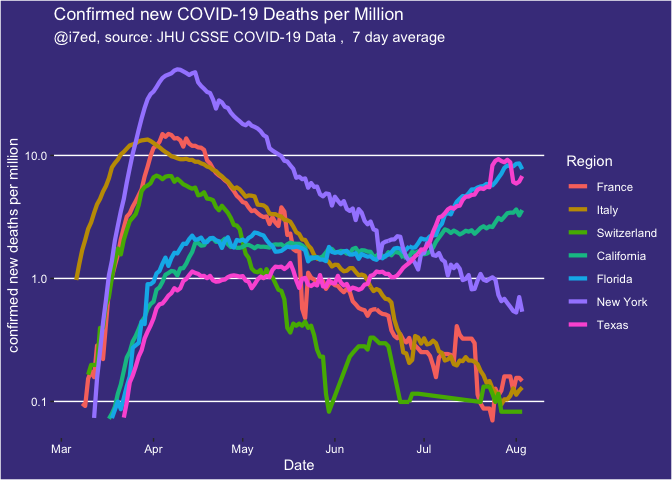 Confirmed new COVID-19 Deaths per Million
@i7ed, source: JHU CSSE COVID-19 Data ,  7 day average
confirmed new deaths per million
10.0
1.0
0.1
Mar
Apr
May
Jun
Jul
Aug
Date
Region
France
Italy
Switzerland
California
Florida
New York
Texas